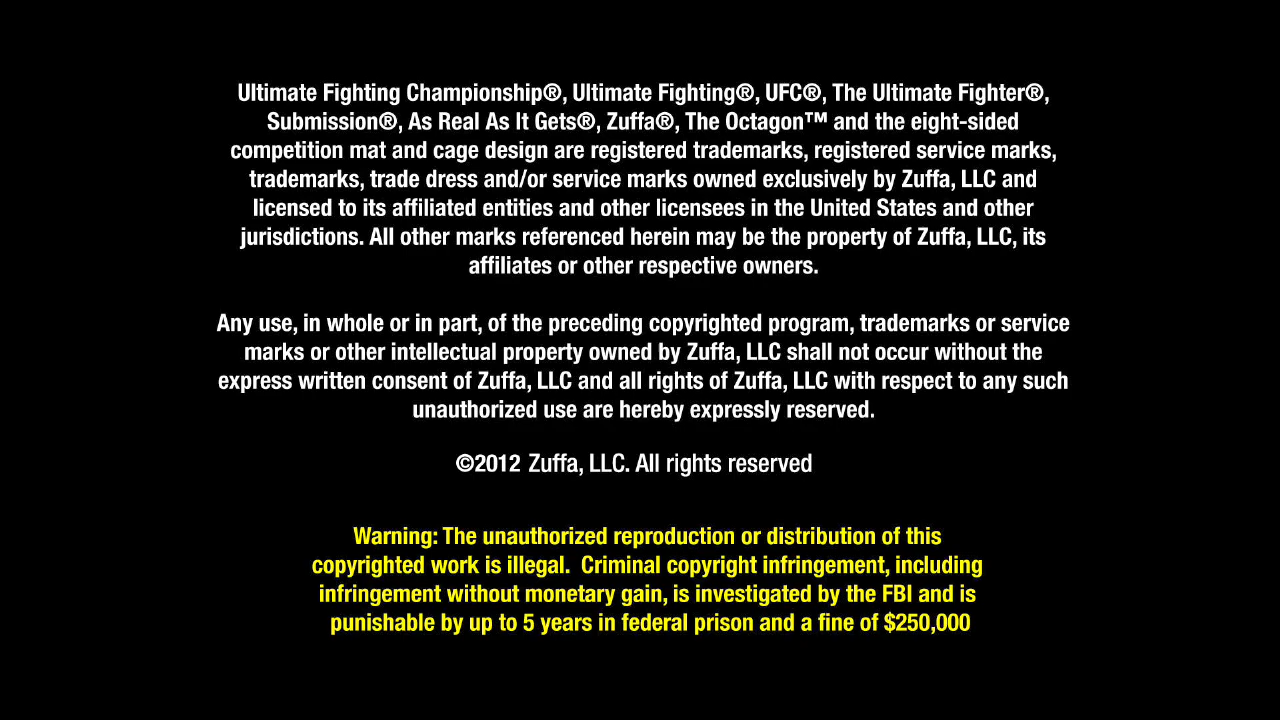 Ultimate Fighting Championship®, Ultimate Fighting®, UFC®, The Ultimate Fighter®,
Submission®, As Real As It Gets®, Zuffa®, The Octagon™ and the eight-sided
competition mat and cage design are registered trademarks, registered service marks,
trademarks, trade dress and/or service marks owned exclusively by Zuffa, LLC and
licensed to its affiliated entities and other licensees in the United States and other
jurisdictions. All other marks referenced herein may be the property of Zuffa, LLC, its
affiliates or other respective owners.
Any use, in whole or in part, of the preceding copyrighted program, trademarks or service
marks or other intellectual property owned by Zuffa, LLC shall not occur without the
express written consent of Zuffa, LLC and all rights of Zuffa, LLC with respect to any such
unauthorized use are hereby expressly reserved.
©2012 Zuffa, LLC. All rights reserved
Warning: The unauthorized reproduction or distribution of this
copyrighted work is illegal.  Criminal copyright infringement, including
infringement without monetary gain, is investigated by the FBI and is
punishable by up to 5 years in federal prison and a fine of $250,000